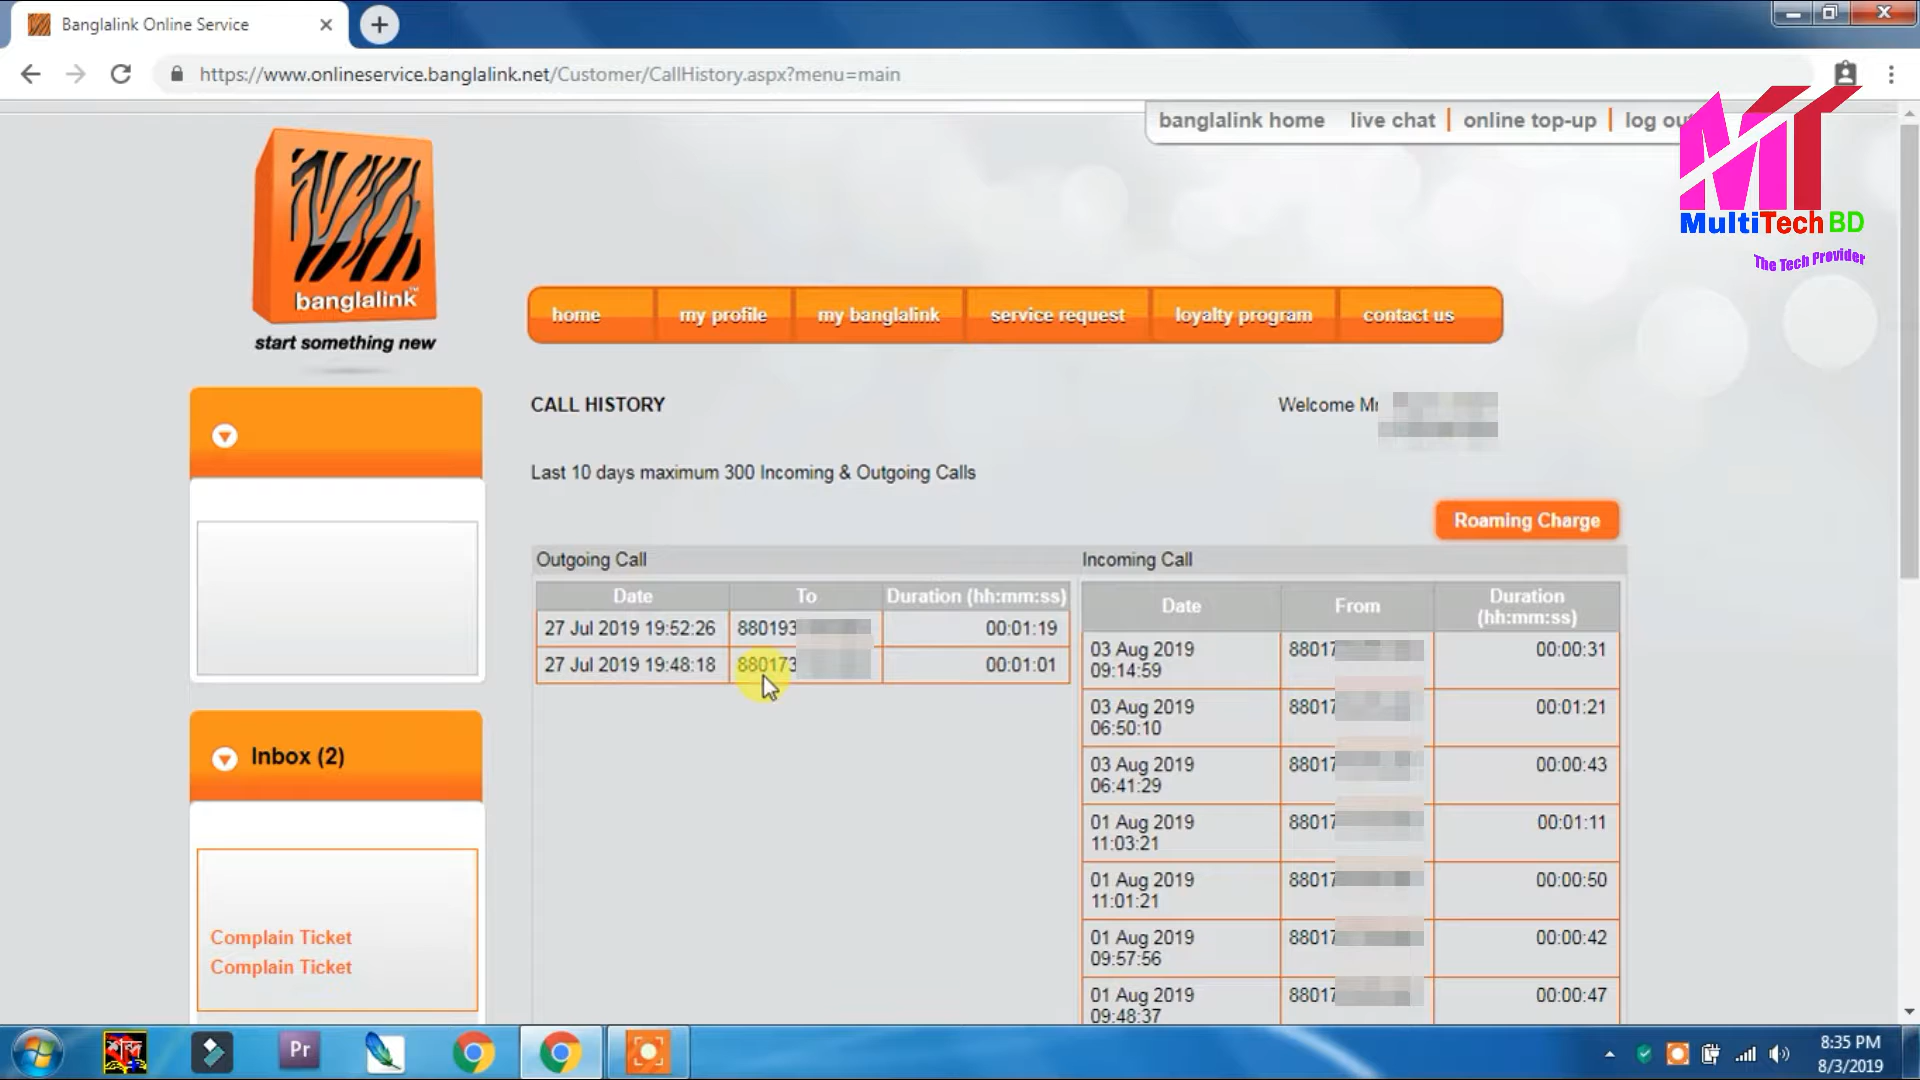 Banglalink Online Service
https://www.onlineservice.banglalink.net/Customer/CallHistory.aspx?menu=main
banglalink home live chat online top-up log out
MT
MultiTech BD
The Tech Provider
banglalink™
start something new
home my profile my banglalink service request loyalty program contact us
CALL HISTORY
Welcome Mr
Last 10 days maximum 300 Incoming & Outgoing Calls
Roaming Charge
Outgoing Call
Date To Duration (hh:mm:ss)
27 Jul 2019 19:52:26 880193 00:01:19
27 Jul 2019 19:48:18 880173 00:01:01
Incoming Call
Date From Duration
(hh:mm:ss)
03 Aug 2019 88017 00:00:31
09:14:59
03 Aug 2019 88017 00:01:21
06:50:10
03 Aug 2019 88017 00:00:43
06:41:29
01 Aug 2019 88017 00:01:11
11:03:21
01 Aug 2019 88017 00:00:50
11:01:21
01 Aug 2019 88017 00:00:42
09:57:56
01 Aug 2019 88017 00:00:47
09:48:37
Inbox (2)
Complain Ticket
Complain Ticket
শব্দ
Pr
8:35 PM
8/3/2019